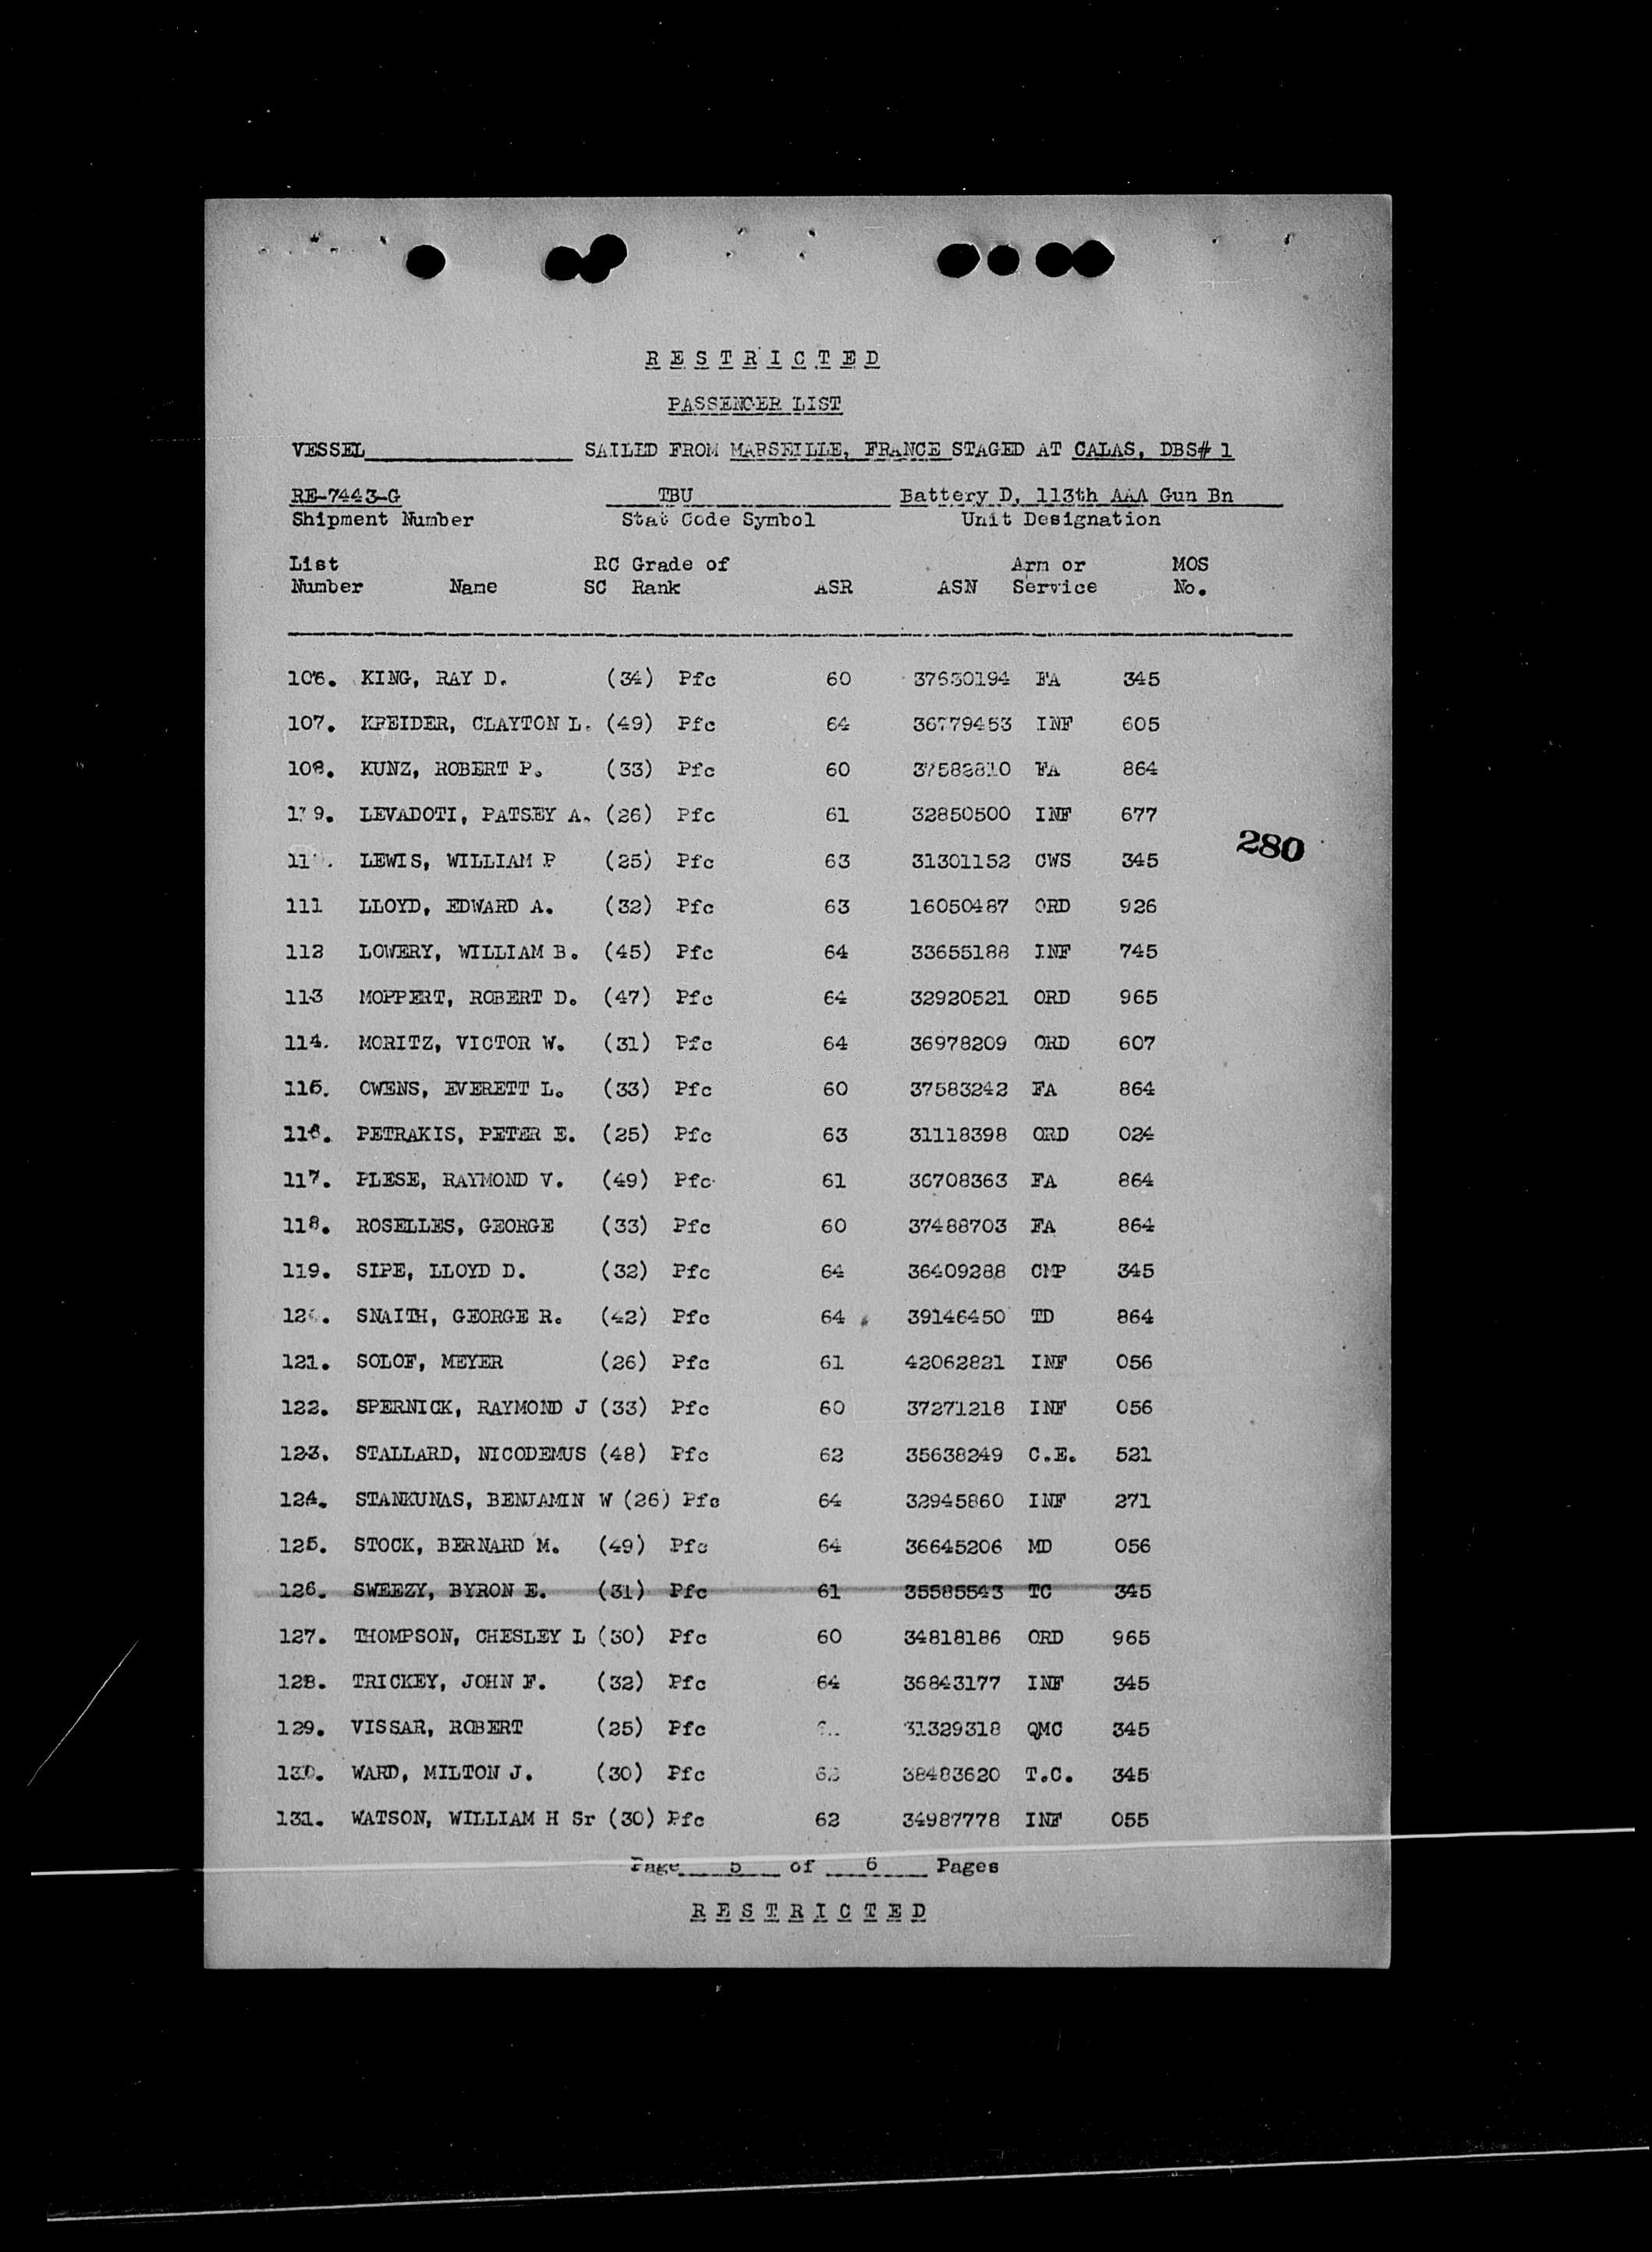 R E S T R I C T E D
PASSENGER LIST
VESSEL SAILED FROM MARSEILLE, FRANCE STAGED AT CALAS, DBS# 1
RE-7443-G TBU Battery D, 113th AAA Gun Bn
Shipment Number Stat Code Symbol Unit Designation
List RC Grade of Arm or MOS
Number Name SC Rank ASR ASN Service No.
106. KING, RAY D. (34) Pfc 60 37630194 FA 345
107. KREIDER, CLAYTON L. (49) Pfc 64 36779453 INF 605
108. KUNZ, ROBERT P. (33) Pfc 60 37582810 FA 864
109. LEVADOTI, PATSEY A. (26) Pfc 61 32850500 INF 677
280
110. LEWIS, WILLIAM P (25) Pfc 63 31301152 CWS 345
111 LLOYD, EDWARD A. (32) Pfc 63 16050487 ORD 926
112 LOWERY, WILLIAM B. (45) Pfc 64 33655188 INF 745
113 MOPPERT, ROBERT D. (47) Pfc 64 32920521 ORD 965
114. MORITZ, VICTOR W. (31) Pfc 64 36978209 ORD 607
115. OWENS, EVERETT L. (33) Pfc 60 37583242 FA 864
116. PETRAKIS, PETER E. (25) Pfc 63 31118398 ORD 024
117. PLESE, RAYMOND V. (49) Pfc 61 36708363 FA 864
118. ROSELLES, GEORGE (33) Pfc 60 37488703 FA 864
119. SIPE, LLOYD D. (32) Pfc 64 36409288 CMP 345
120. SNAITH, GEORGE R. (42) Pfc 64 39146450 TD 864
121. SOLOF, MEYER (26) Pfc 61 42062821 INF 056
122. SPERNICK, RAYMOND J (33) Pfc 60 37271218 INF 056
123. STALLARD, NICODEMUS (48) Pfc 62 35638249 C.E. 521
124. STANKUNAS, BENJAMIN W (26) Pfc 64 32945860 INF 271
125. STOCK, BERNARD M. (49) Pfc 64 36645206 MD 056
126. SWEEZY, BYRON E. (31) Pfc 61 35585543 TC 345
127. THOMPSON, CHESLEY L (30) Pfc 60 34818186 ORD 965
128. TRICKEY, JOHN F. (32) Pfc 64 36843177 INF 345
129. VISSAR, ROBERT (25) Pfc 31329318 QMC 345
130. WARD, MILTON J. (30) Pfc 38483620 T.C. 345
131. WATSON, WILLIAM H Sr (30) Pfc 62 34987778 INF 055
Page 5 of 6 Pages
R E S T R I C T E D